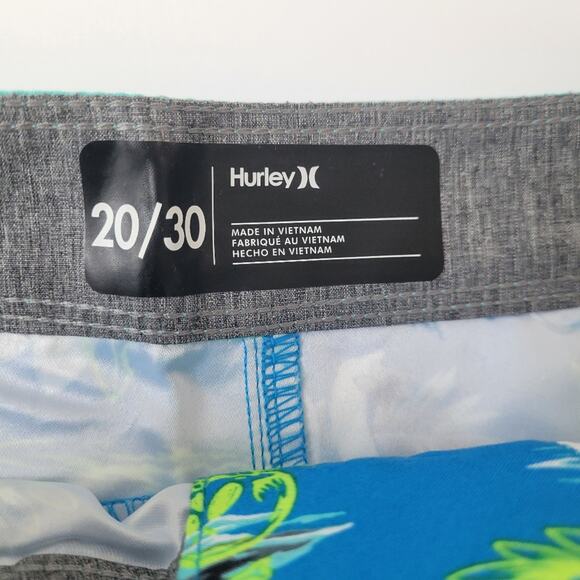 20/30
Hurley
MADE IN VIETNAM
FABRIQUÉ AU VIETNAM
HECHO EN VIETNAM